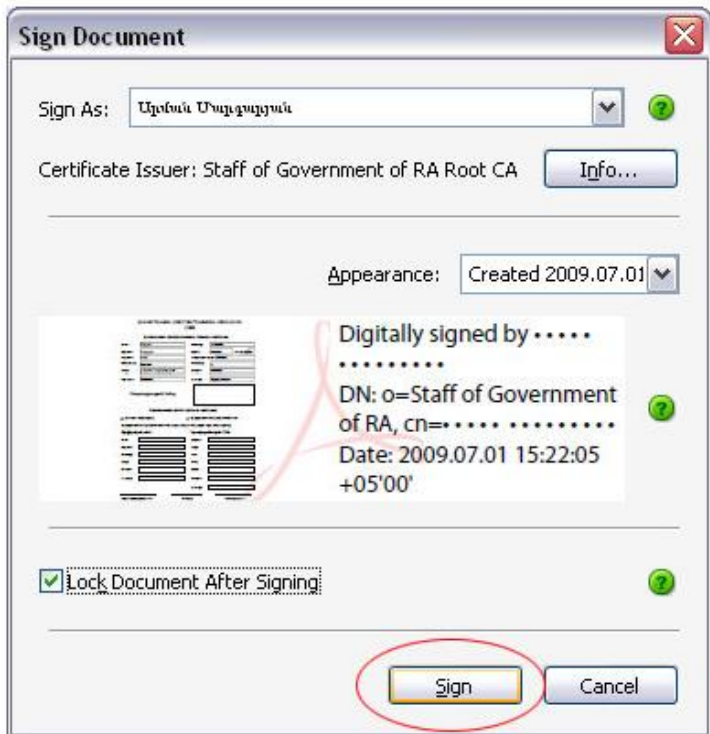 Sign Document
Sign As: Արման Մարգարյան
Certificate Issuer: Staff of Government of RA Root CA Info...
Appearance: Created 2009.07.01
Digitally signed by •••••
•••••••••
DN: o=Staff of Government
of RA, cn=••••• •••••••••
Date: 2009.07.01 15:22:05
+05'00'
Lock Document After Signing
Sign Cancel